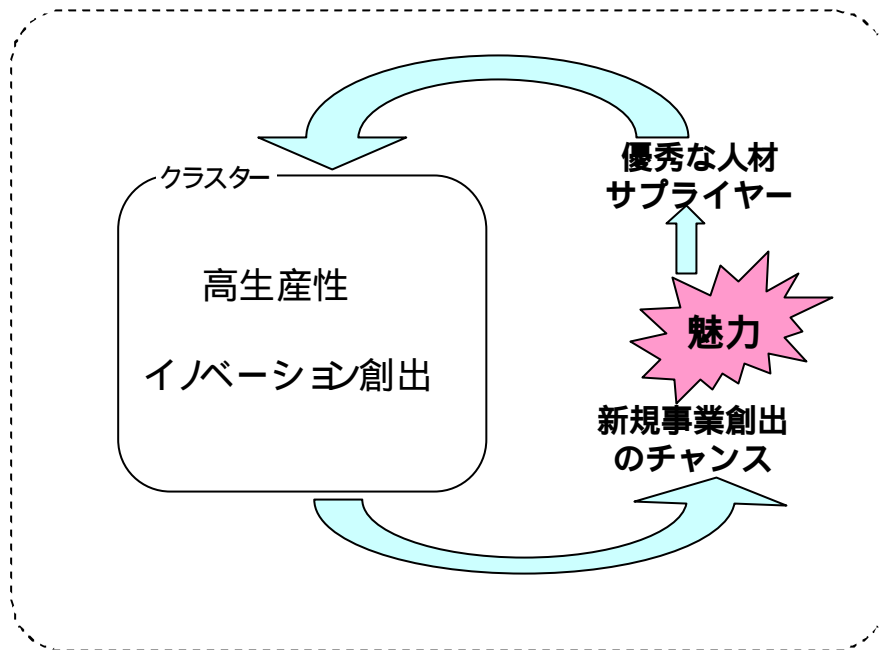 優秀な人材
サプライヤー
クラスター
高生産性
魅力
イノベーション創出
新規事業創出
のチャンス